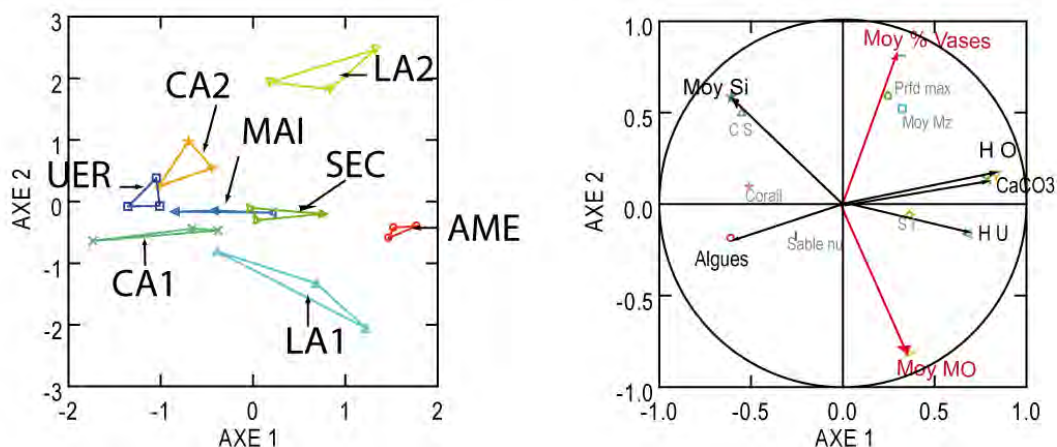 3
2
1
0
-1
-2
-3
-2 -1 0 1 2
AXE 1
AXE 2
LA2
CA2
MAI
UER
SEC
AME
CA1
LA1
1.0
0.5
0.0
-0.5
-1.0
-1.0 -0.5 0.0 0.5 1.0
AXE 1
AXE 2
Moy % Vases
Moy Si
Prfd max
C S
Moy Mz
H O
CaCO3
Corail
S I
H U
Algues
Sable nu
Moy MO